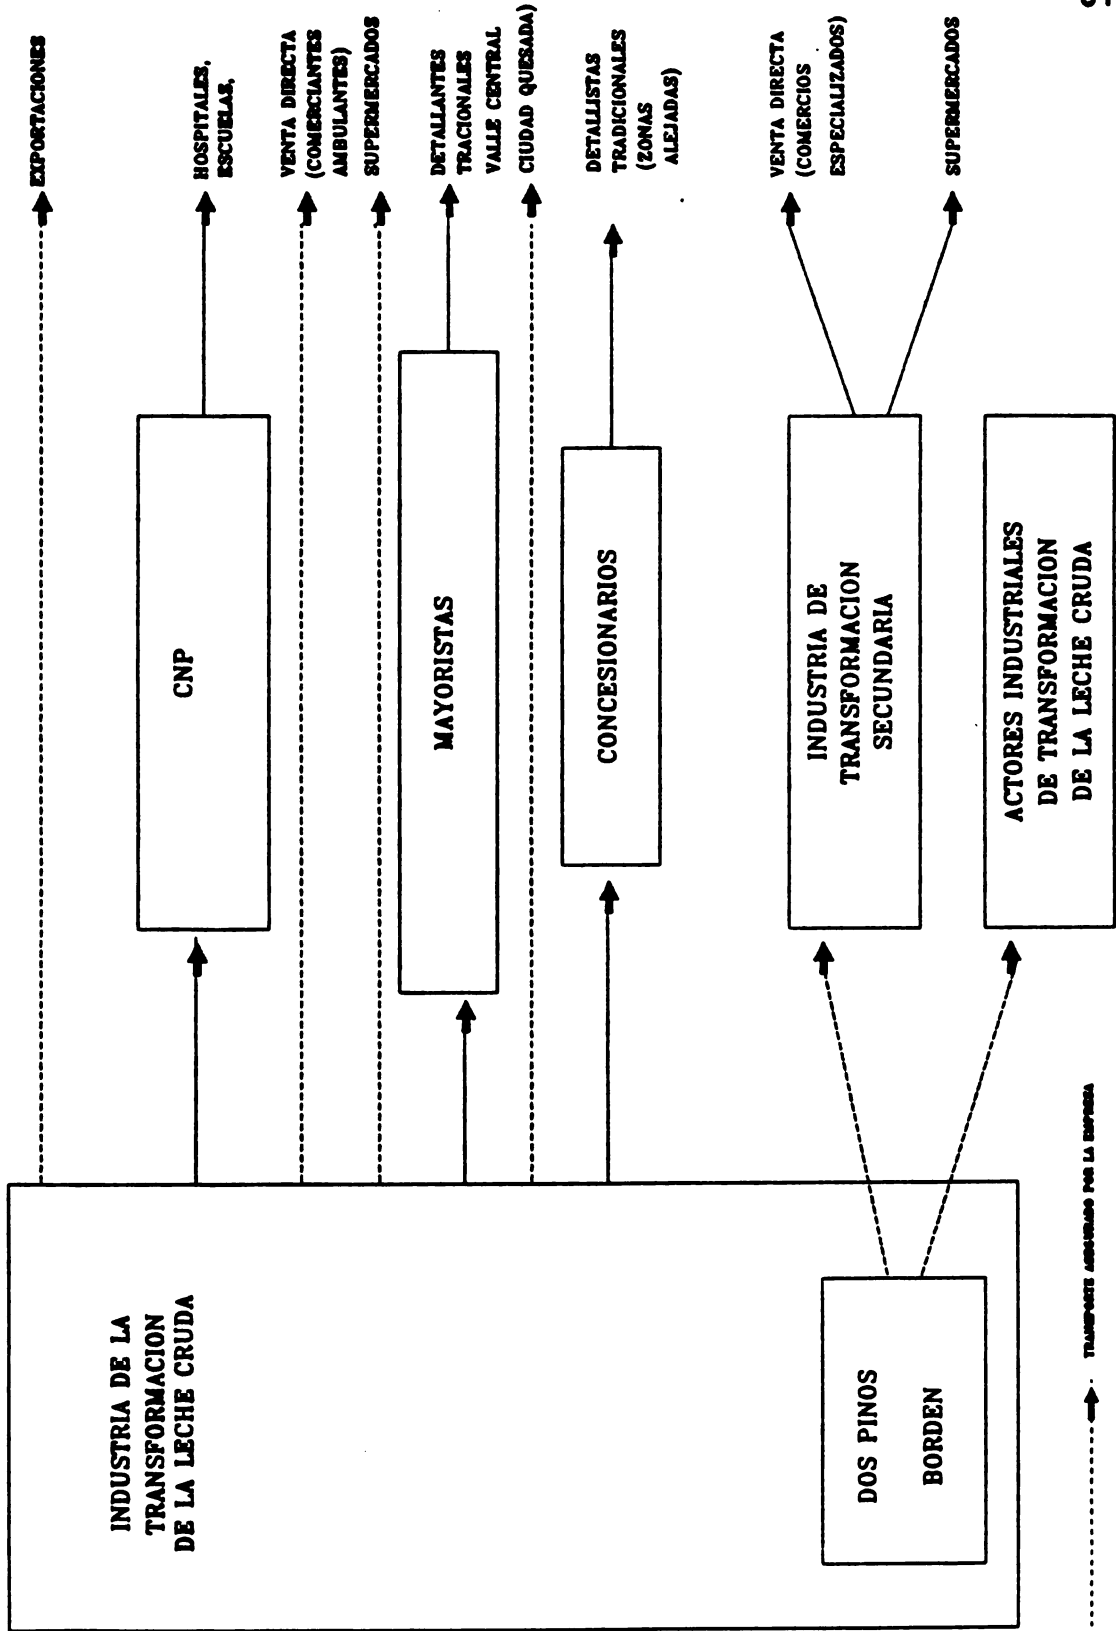 INDUSTRIA DE LA
TRANSFORMACION
DE LA LECHE CRUDA
DOS PINOS
BORDEN
CNP
MAYORISTAS
CONCESIONARIOS
INDUSTRIA DE
TRANSFORMACION
SECUNDARIA
ACTORES INDUSTRIALES
DE TRANSFORMACION
DE LA LECHE CRUDA
EXPORTACIONES
HOSPITALES,
ESCUELAS,
VENTA DIRECTA
(COMERCIANTES
AMBULANTES)
SUPERMERCADOS
DETALLANTES
TRACIONALES
VALLE CENTRAL
CIUDAD QUESADA)
DETALLISTAS
TRADICIONALES
(ZONAS
ALEJADAS)
VENTA DIRECTA
(COMERCIOS
ESPECIALIZADOS)
SUPERMERCADOS
TRANSPORTE ASEGURADO POR LA EMPRESA